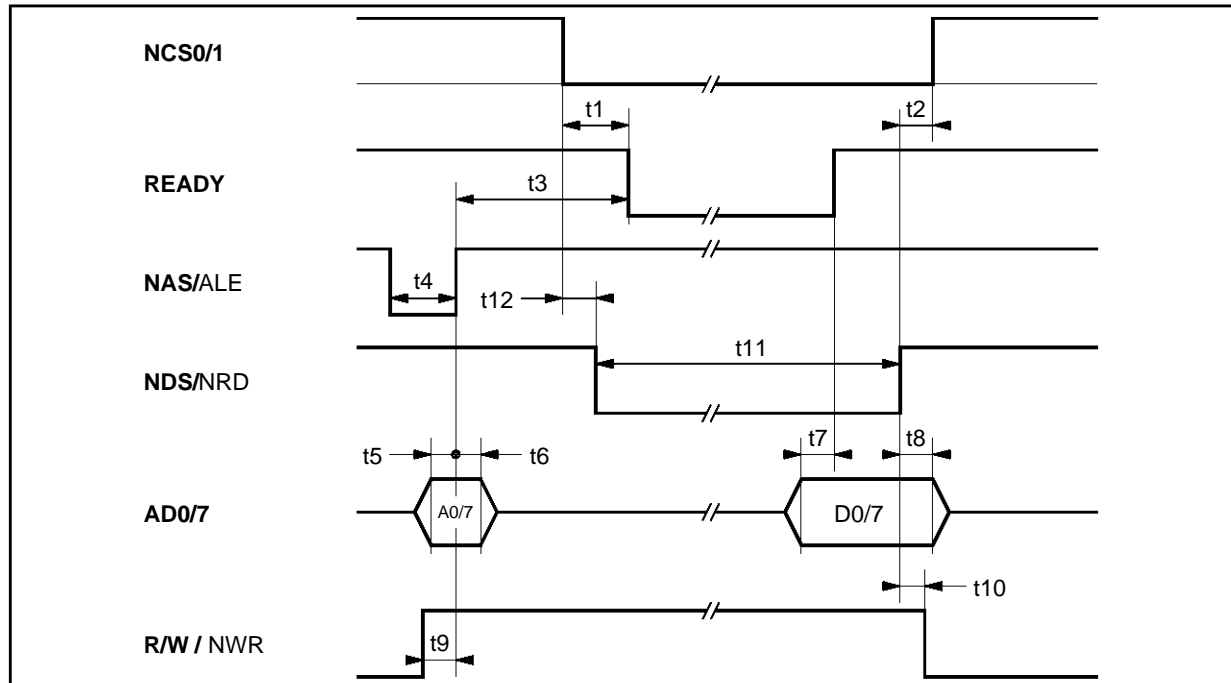 NCS0/1
t1
t2
READY
t3
NAS/ALE
t4
t12
NDS/NRD
t11
t5
t6
t7
t8
AD0/7
A0/7
D0/7
t10
R/W / NWR
t9